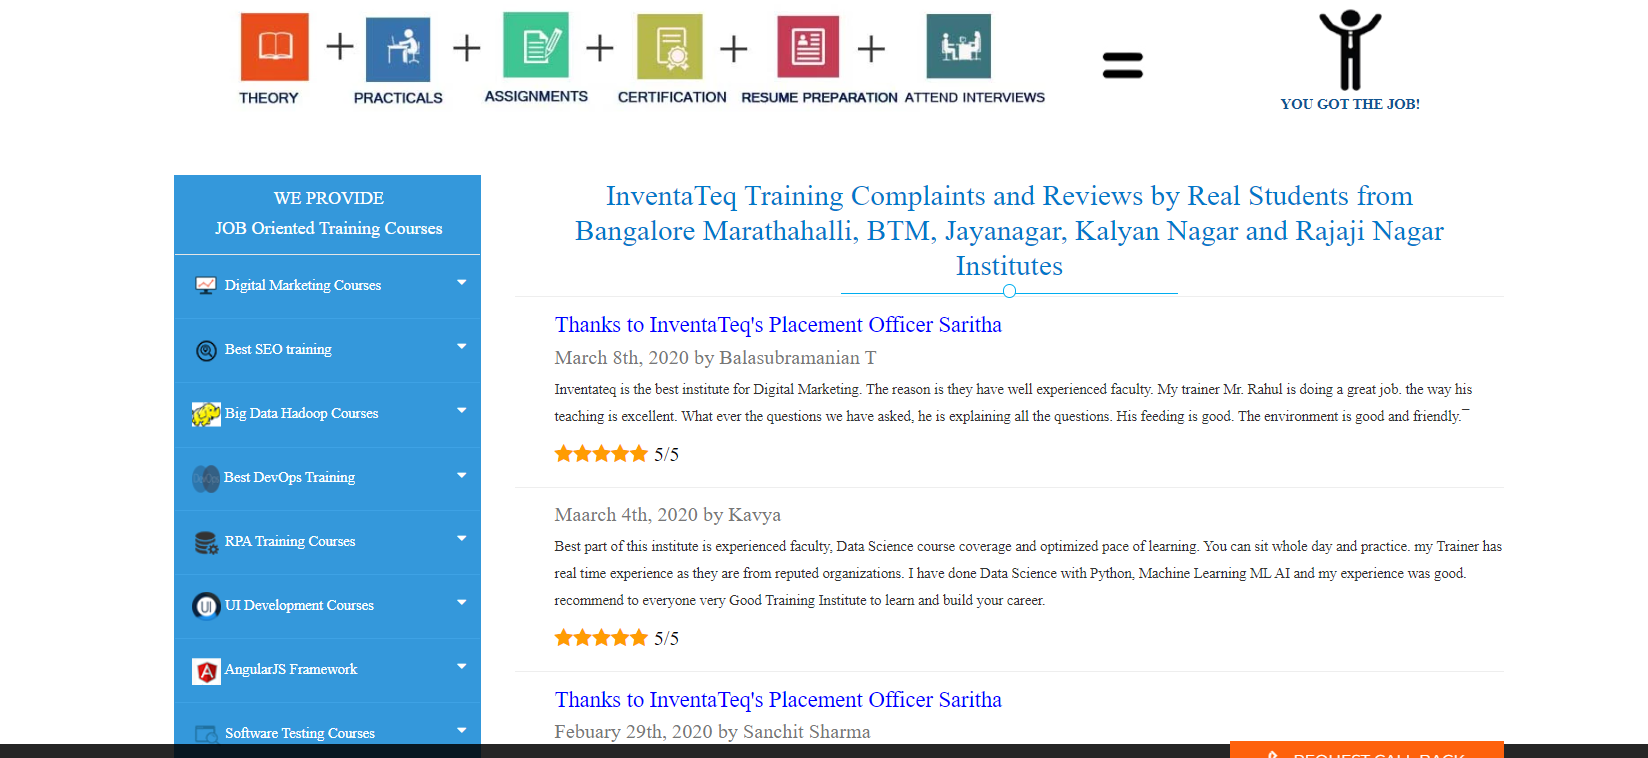 THEORY PRACTICALS ASSIGNMENTS CERTIFICATION RESUME PREPARATION ATTEND INTERVIEWS
YOU GOT THE JOB!
WE PROVIDE
JOB Oriented Training Courses
Digital Marketing Courses
Best SEO training
Big Data Hadoop Courses
Best DevOps Training
RPA Training Courses
UI
UI Development Courses
A
AngularJS Framework
Software Testing Courses
InventaTeq Training Complaints and Reviews by Real Students from
Bangalore Marathahalli, BTM, Jayanagar, Kalyan Nagar and Rajaji Nagar
Institutes
Thanks to InventaTeq's Placement Officer Saritha
March 8th, 2020 by Balasubramanian T
Inventateq is the best institute for Digital Marketing. The reason is they have well experienced faculty. My trainer Mr. Rahul is doing a great job. the way his
teaching is excellent. What ever the questions we have asked, he is explaining all the questions. His feeding is good. The environment is good and friendly.¯
5/5
Maarch 4th, 2020 by Kavya
Best part of this institute is experienced faculty, Data Science course coverage and optimized pace of learning. You can sit whole day and practice. my Trainer has
real time experience as they are from reputed organizations. I have done Data Science with Python, Machine Learning ML AI and my experience was good.
recommend to everyone very Good Training Institute to learn and build your career.
5/5
Thanks to InventaTeq's Placement Officer Saritha
Febuary 29th, 2020 by Sanchit Sharma
REQUEST CALL BACK